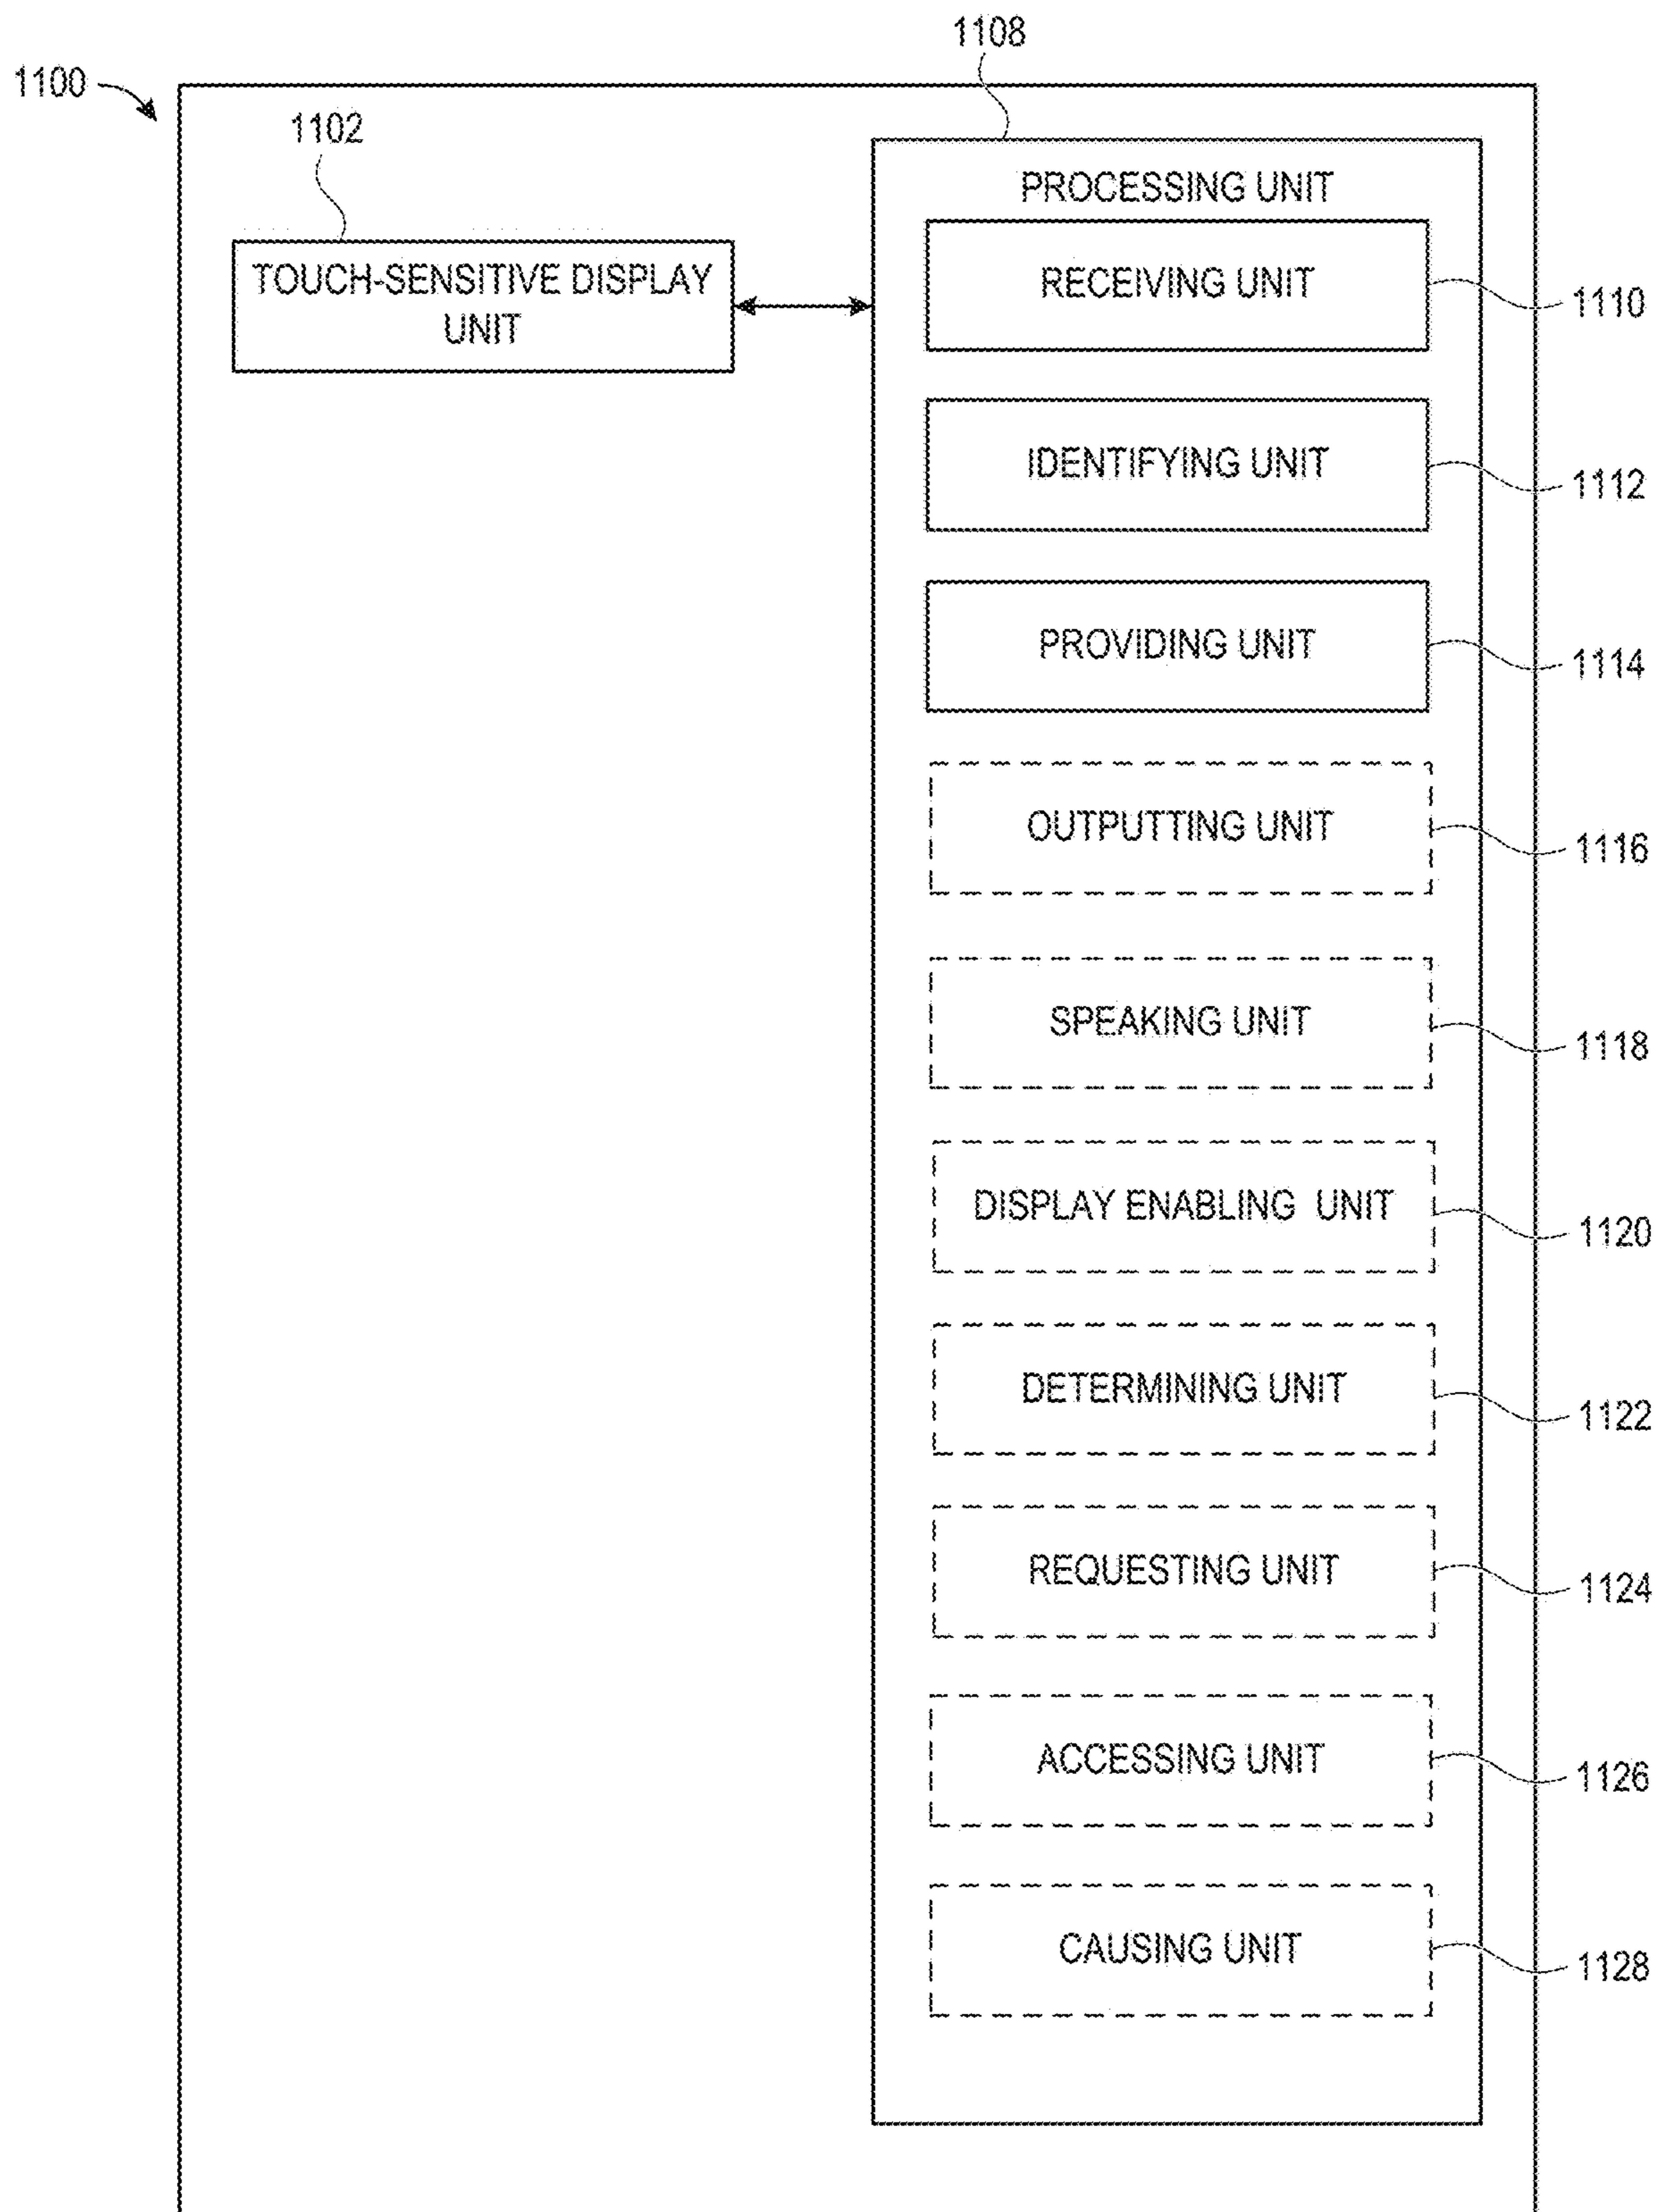 1108
1100
1102
PROCESSING UNIT
TOUCH-SENSITIVE DISPLAY
UNIT
RECEIVING UNIT
1110
IDENTIFYING UNIT
1112
PROVIDING UNIT
1114
OUTPUTTING UNIT
1116
SPEAKING UNIT
1118
DISPLAY ENABLING UNIT
1120
DETERMINING UNIT
1122
REQUESTING UNIT
1124
ACCESSING UNIT
1126
CAUSING UNIT
1128